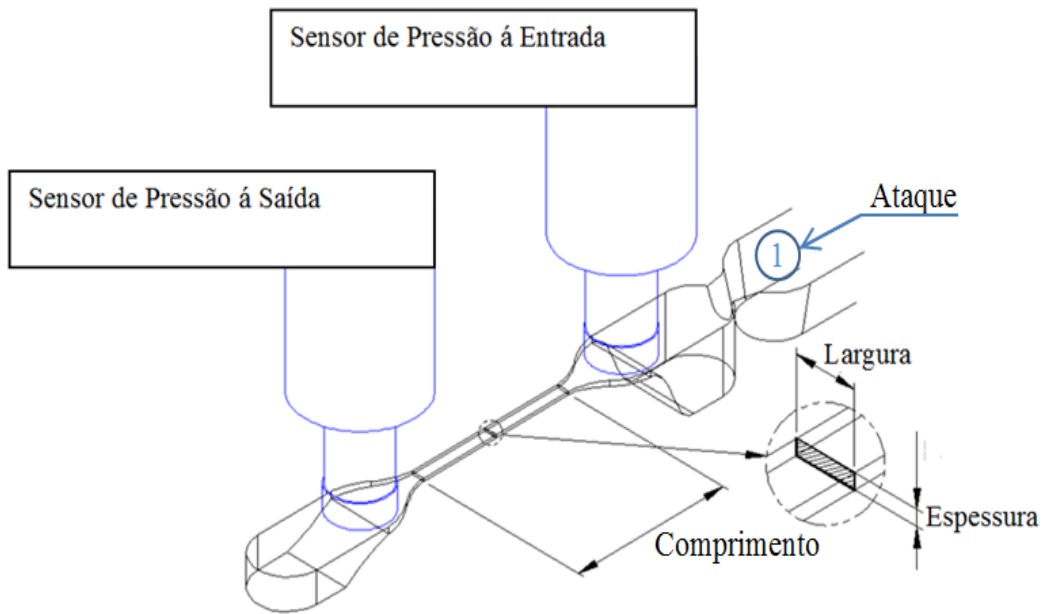 Sensor de Pressão á Entrada
Sensor de Pressão á Saída
Ataque
1
Largura
Espessura
Comprimento